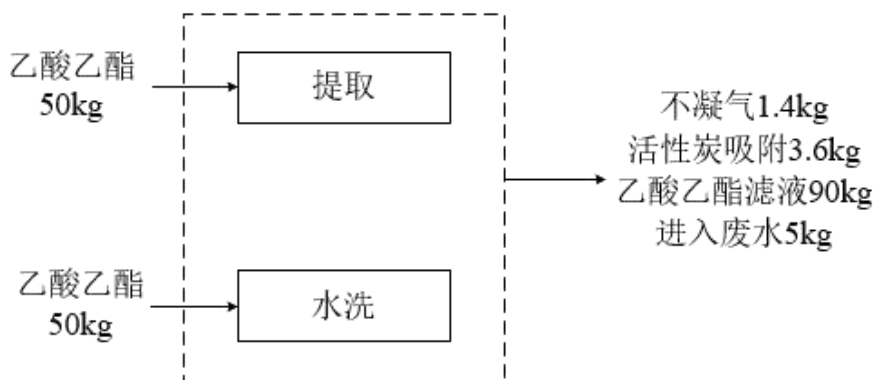 乙酸乙酯
50kg
提取
不凝气1.4kg
活性炭吸附3.6kg
乙酸乙酯滤液90kg
进入废水5kg
乙酸乙酯
50kg
水洗